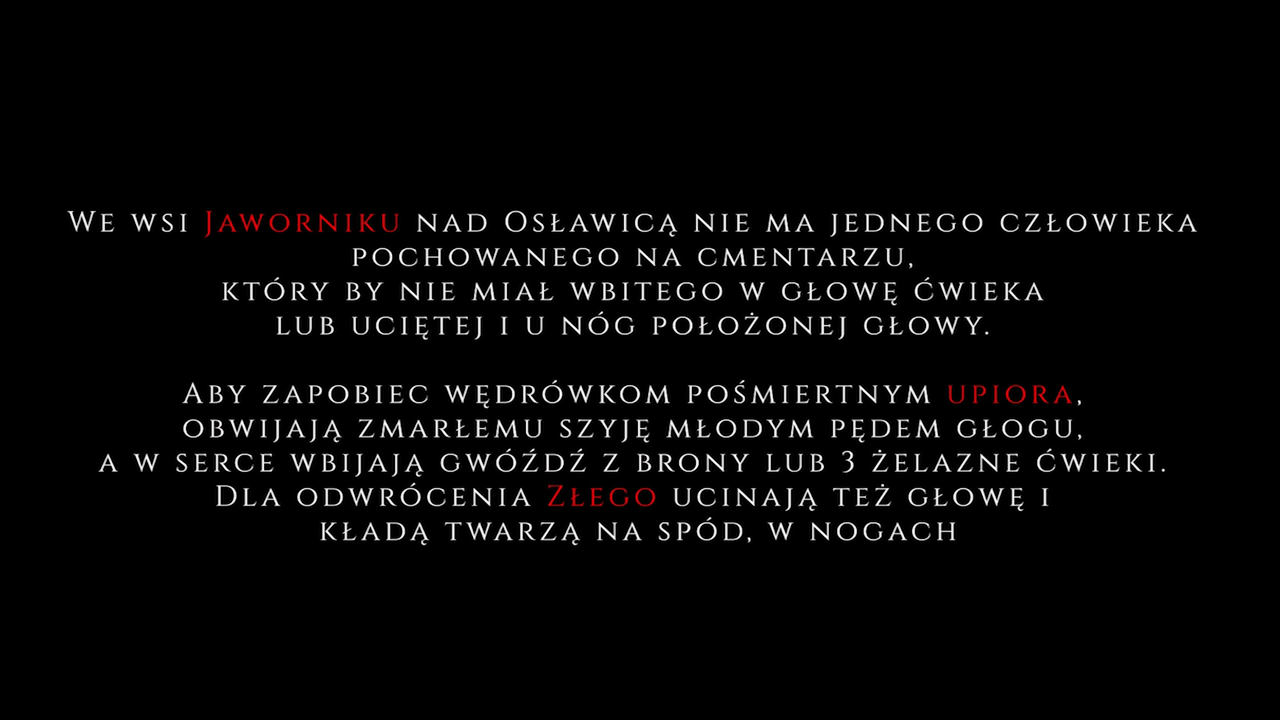 We wsi Jaworniku nad Osławicą nie ma jednego człowieka
pochowanego na cmentarzu,
który by nie miał wbitego w głowę ćwieka
lub uciętej i u nóg położonej głowy.
Aby zapobiec wędrówkom pośmiertnym upiora,
obwijają zmarłemu szyję młodym pędem głogu,
a w serce wbijają gwóźdź z brony lub 3 żelazne ćwieki.
Dla odwrócenia Złego ucinają też głowę i
kładą twarzą na spód, w nogach